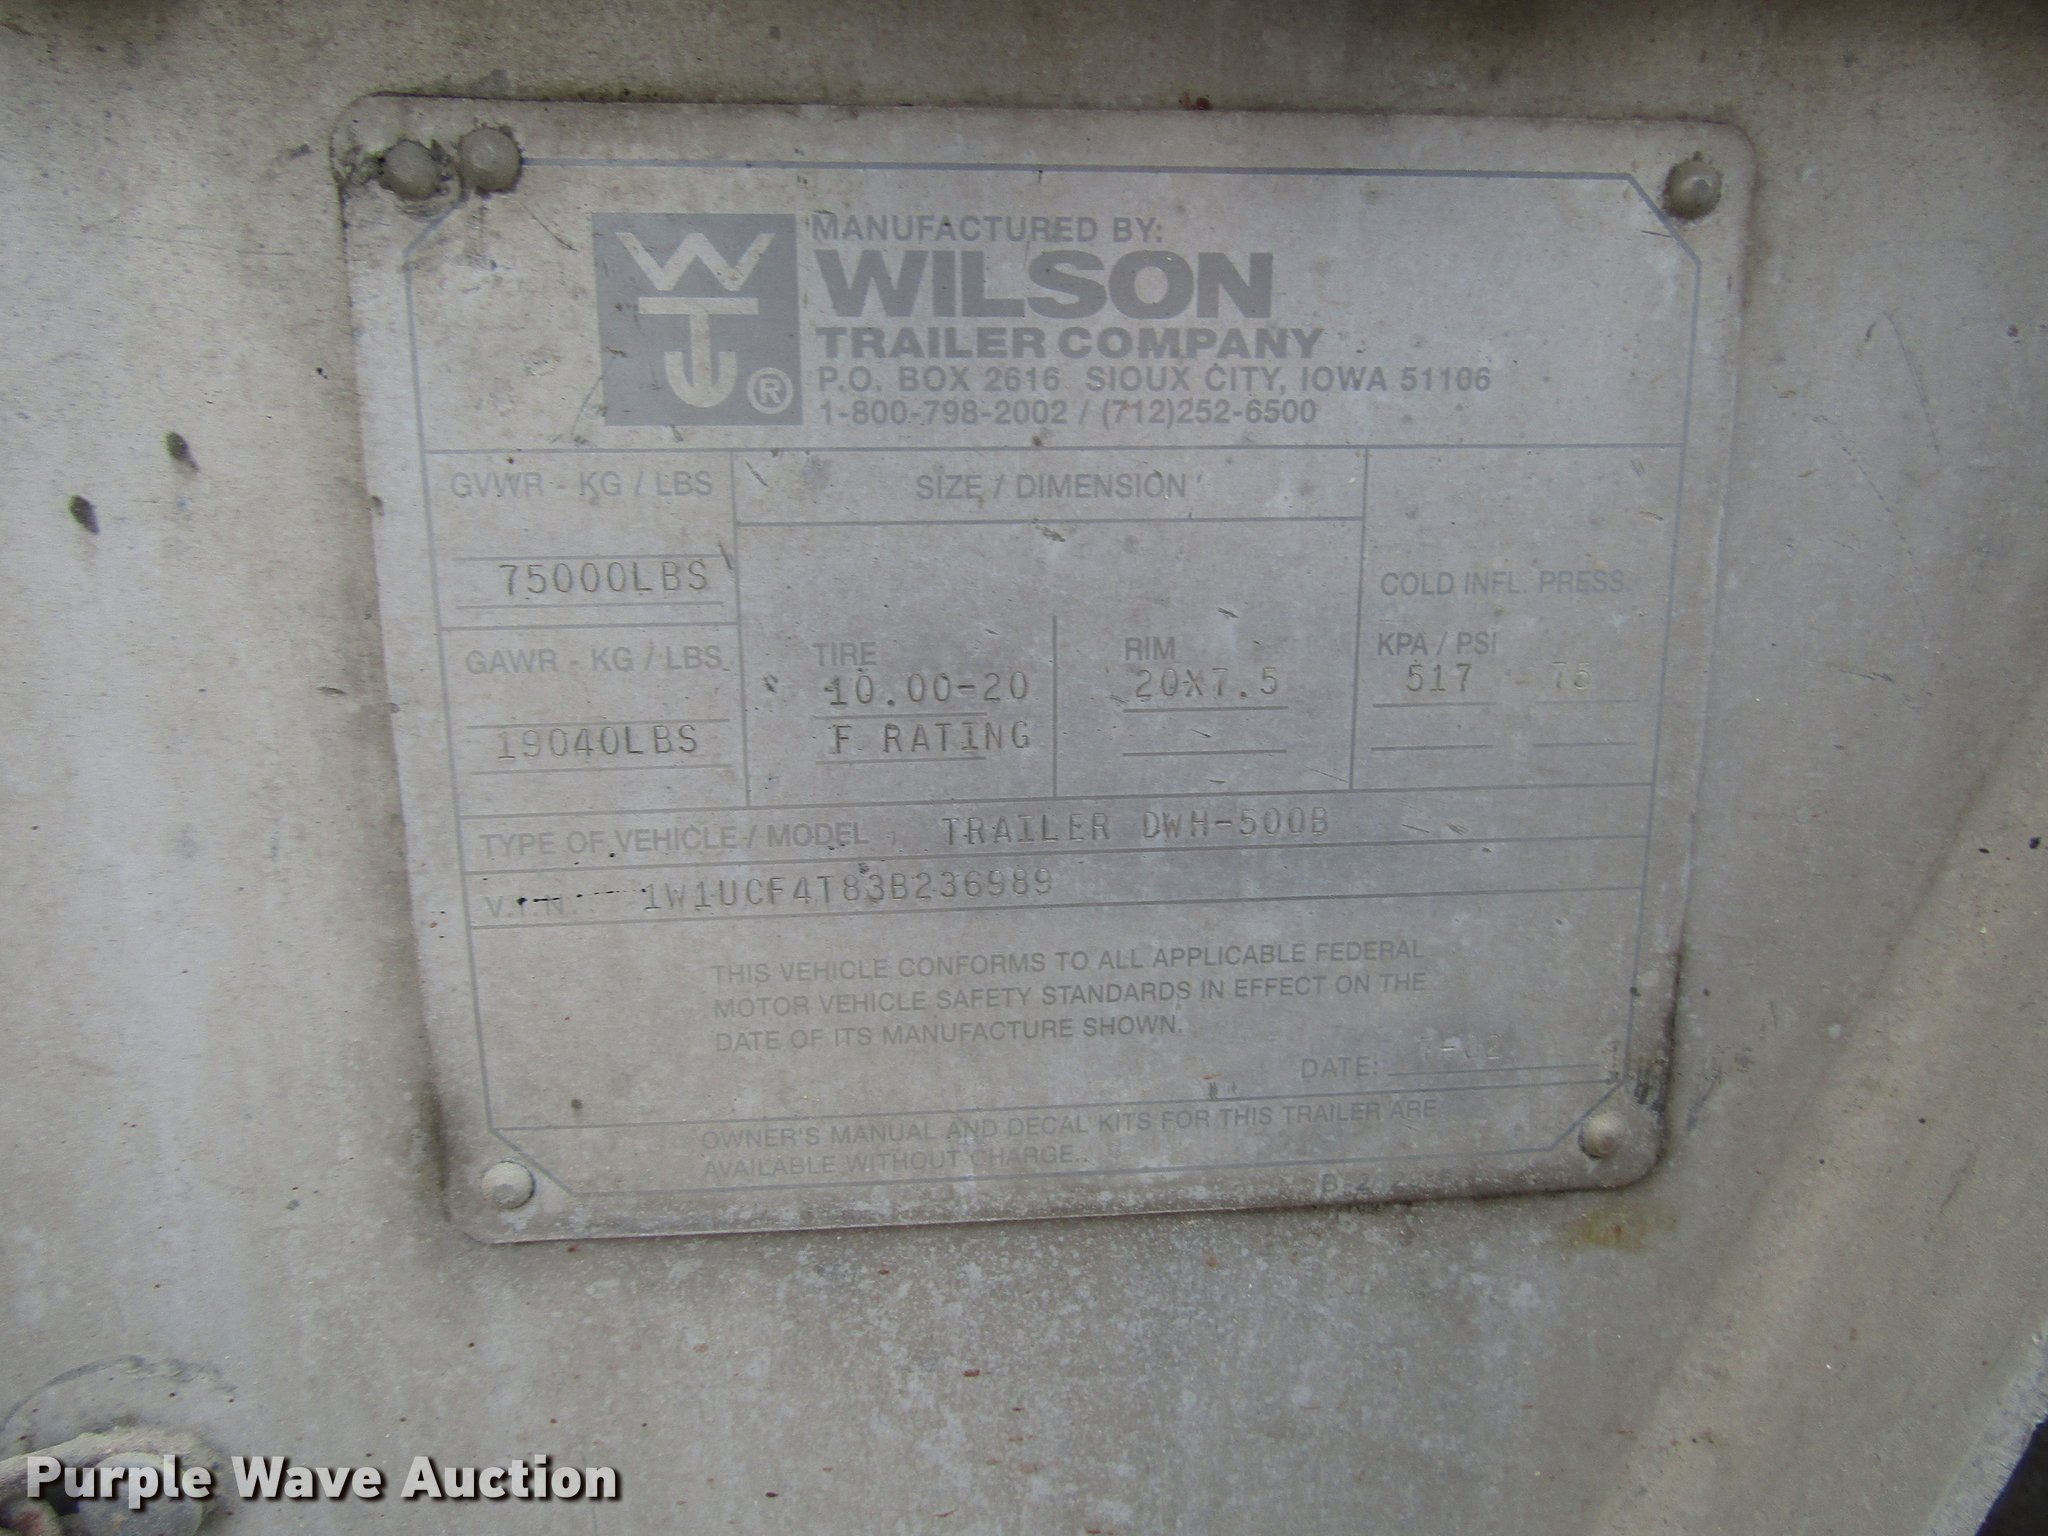 MANUFACTURED BY:
WTJ ®
WILSON
TRAILER COMPANY
P.O. BOX 2616 SIOUX CITY, IOWA 51106
1-800-798-2002 / (712)252-6500
GVWR - KG / LBS
75000LBS
GAWR - KG / LBS
19040LBS
SIZE / DIMENSION
TIRE
10.00-20
F RATING
RIM
20X7.5
COLD INFL. PRESS.
KPA / PSI
517 75
TYPE OF VEHICLE / MODEL TRAILER DWH-500B
V.I.N. 1W1UCF4T83B236989
THIS VEHICLE CONFORMS TO ALL APPLICABLE FEDERAL
MOTOR VEHICLE SAFETY STANDARDS IN EFFECT ON THE
DATE OF ITS MANUFACTURE SHOWN.
DATE: 7-02
OWNER'S MANUAL AND DECAL KITS FOR THIS TRAILER ARE
AVAILABLE WITHOUT CHARGE.
Purple Wave Auction